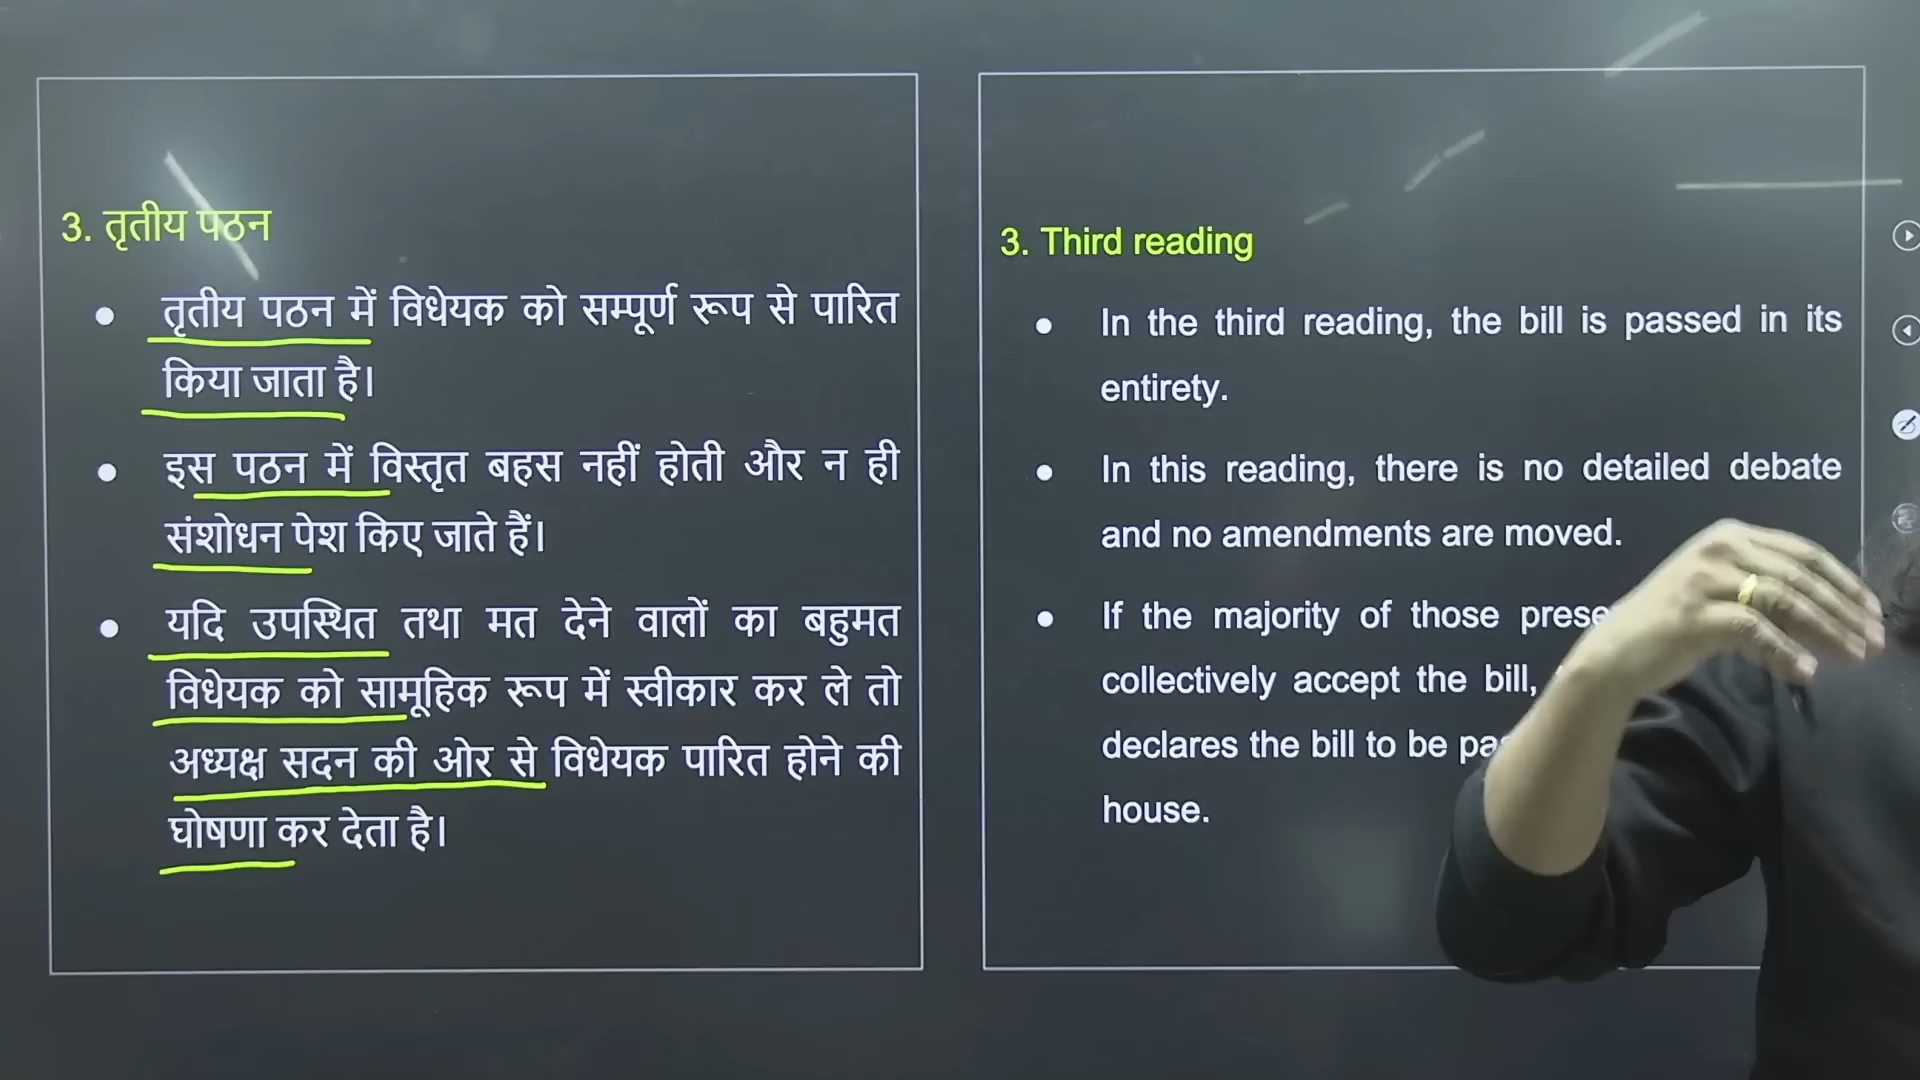 3. तृतीय पठन
तृतीय पठन में विधेयक को सम्पूर्ण रूप से पारित
किया जाता है।
इस पठन में विस्तृत बहस नहीं होती और न ही
संशोधन पेश किए जाते हैं।
यदि उपस्थित तथा मत देने वालों का बहुमत
विधेयक को सामूहिक रूप में स्वीकार कर ले तो
अध्यक्ष सदन की ओर से विधेयक पारित होने की
घोषणा कर देता है।
3. Third reading
In the third reading, the bill is passed in its
entirety.
In this reading, there is no detailed debate
and no amendments are moved.
If the majority of those
collectively accept the bill,
declares the bill to be
house.